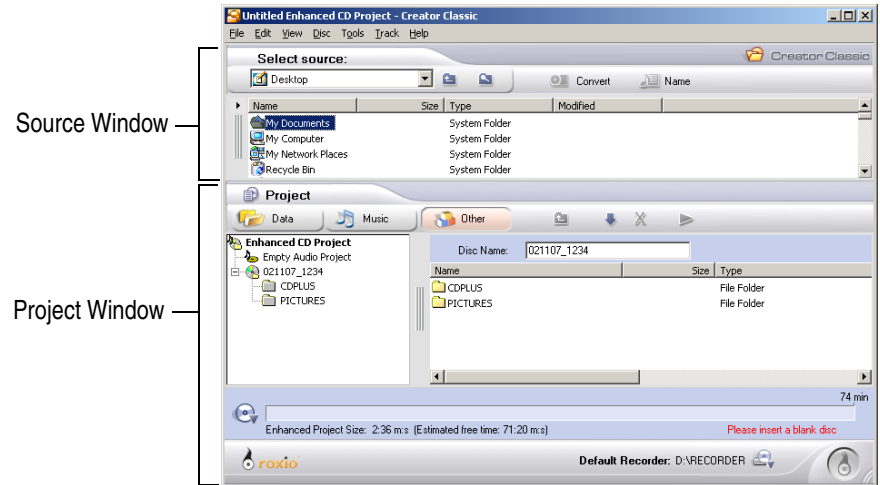 Untitled Enhanced CD Project - Creator Classic
File Edit View Disc Tools Track Help
Select source:
Creator Classic
Desktop
Convert
Name
Name Size Type Modified
My Documents System Folder
My Computer System Folder
My Network Places System Folder
Recycle Bin System Folder
Source Window
Project
Data Music Other
Enhanced CD Project
Empty Audio Project
021107_1234
CDPLUS
PICTURES
Disc Name: 021107_1234
Name Size Type
CDPLUS File Folder
PICTURES File Folder
Project Window
74 min
Enhanced Project Size: 2:36 m:s (Estimated free time: 71:20 m:s)
Please insert a blank disc
roxio
Default Recorder: D:\RECORDER